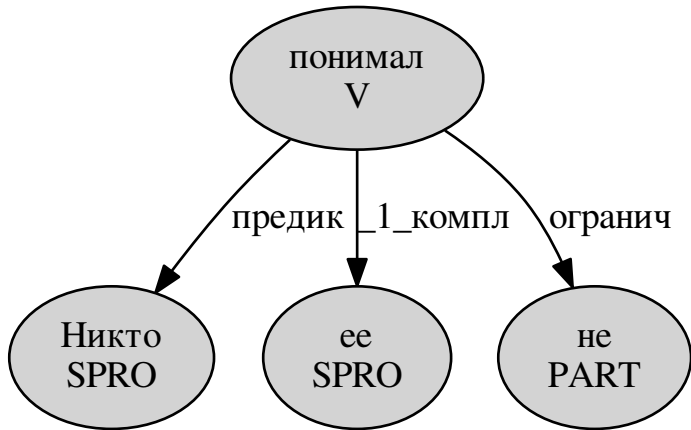 понимал
V
предик _1_компл огранич
Никто
SPRO
ее
SPRO
не
PART